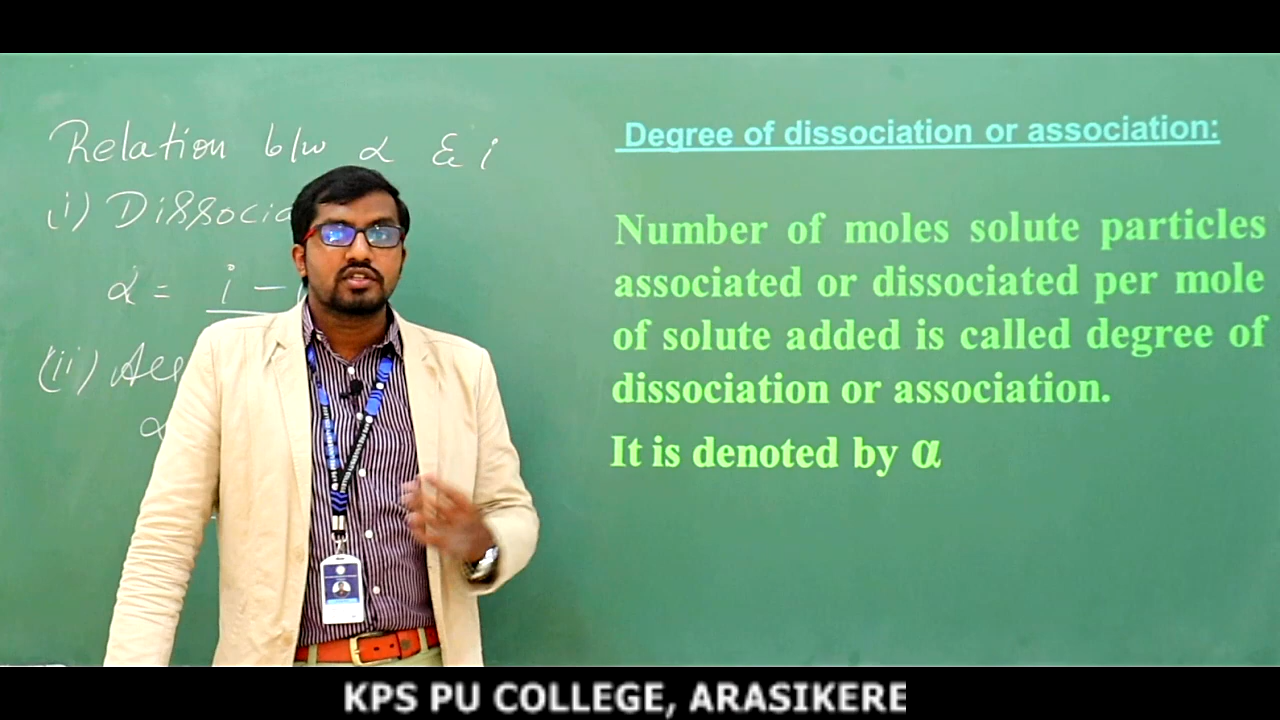 Relation b/w α & i
(i) Dissocia
α = i -
(ii) Ass
α
Degree of dissociation or association:
Number of moles solute particles
associated or dissociated per mole
of solute added is called degree of
dissociation or association.
It is denoted by α
KPS PU COLLEGE, ARASIKERE